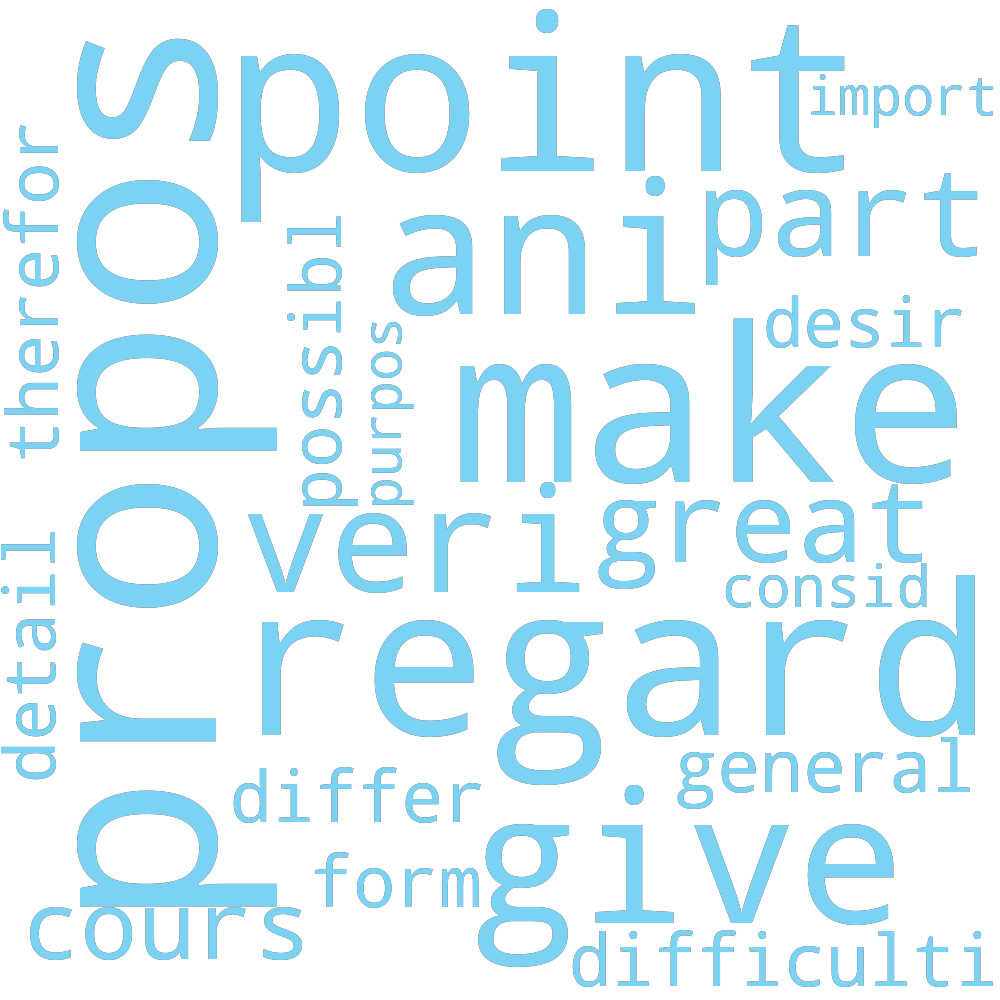 propos
point
import
therefor
ani
part
possibl
purpos
desir
make
veri
great
consid
detail
regard
general
differ
give
form
cours
difficulti